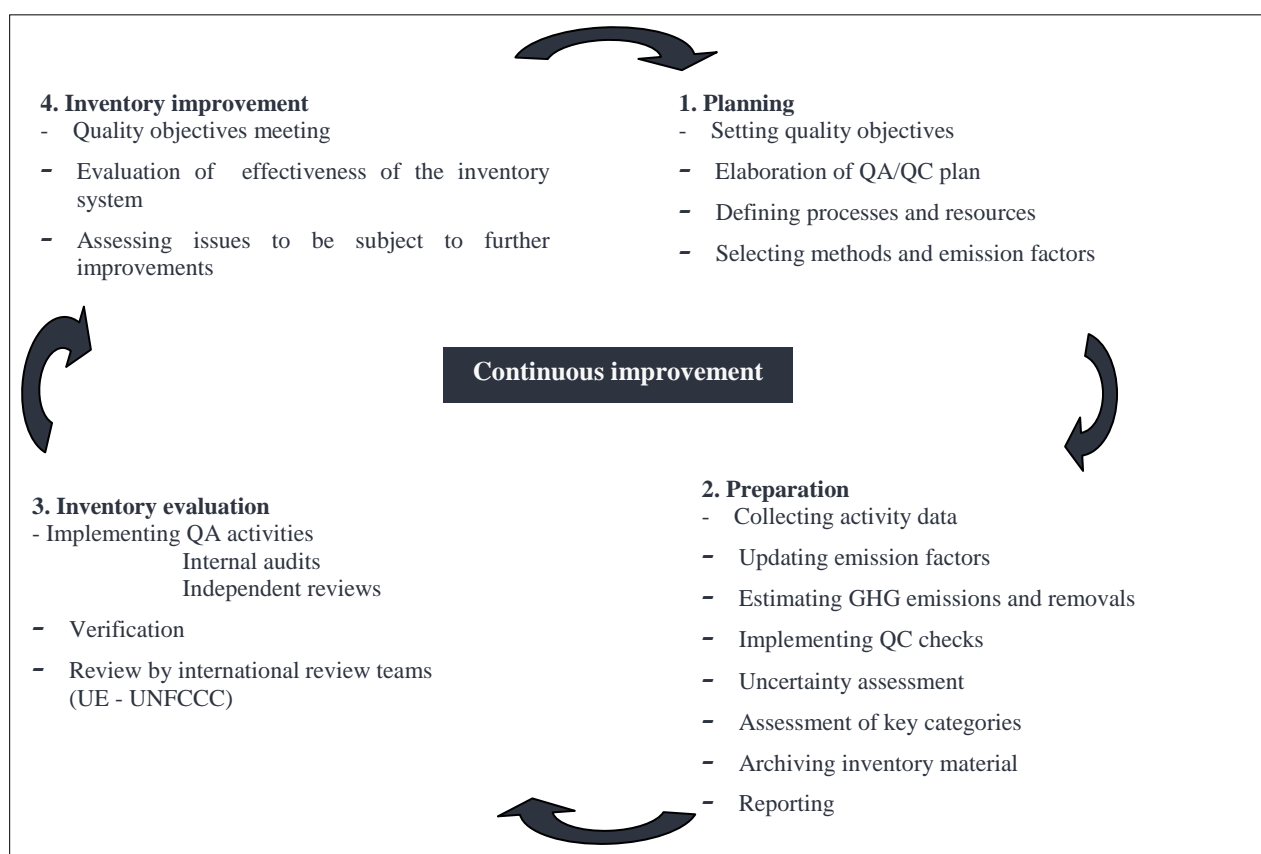 4. Inventory improvement
- Quality objectives meeting
- Evaluation of effectiveness of the inventory
system
- Assessing issues to be subject to further
improvements
1. Planning
- Setting quality objectives
- Elaboration of QA/QC plan
- Defining processes and resources
- Selecting methods and emission factors
Continuous improvement
3. Inventory evaluation
- Implementing QA activities
Internal audits
Independent reviews
- Verification
- Review by international review teams
(UE - UNFCCC)
2. Preparation
- Collecting activity data
- Updating emission factors
- Estimating GHG emissions and removals
- Implementing QC checks
- Uncertainty assessment
- Assessment of key categories
- Archiving inventory material
- Reporting